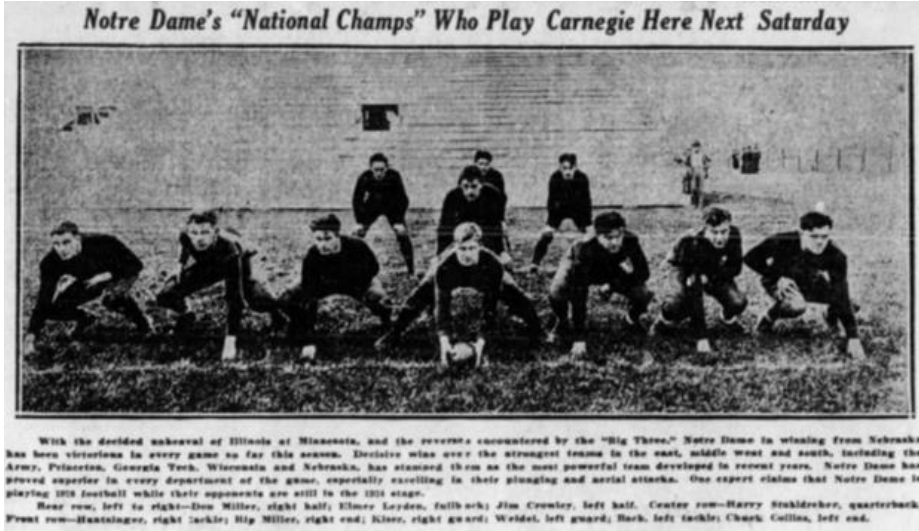 Notre Dame's "National Champs" Who Play Carnegie Here Next Saturday
With the decided upheaval of Illinois at Minnesota, and the reverses encountered by the "Big Three," Notre Dame in winning from Nebraska
has been victorious in every game so far this season. Decisive wins over the strongest teams in the east, middle west and south, including the
Army, Princeton, Georgia Tech, Wisconsin and Nebraska, has stamped them as the most powerful team developed in recent years. Notre Dame has
proved superior in every department of the game, especially excelling in their plunging and aerial attacks. One expert claims that Notre Dame is
playing football while their opponents are still in the 1924 stage.
Rear row, left to right—Don Miller, right half; Elmer Layden, fullback; Jim Crowley, left half. Center row—Harry Stuhldreher, quarterback.
Front row—Hunsinger, right tackle; Rip Miller, right end; Kizer, right guard; Weibel, left guard; Bach, left tackle; Chuck Collins, left end.